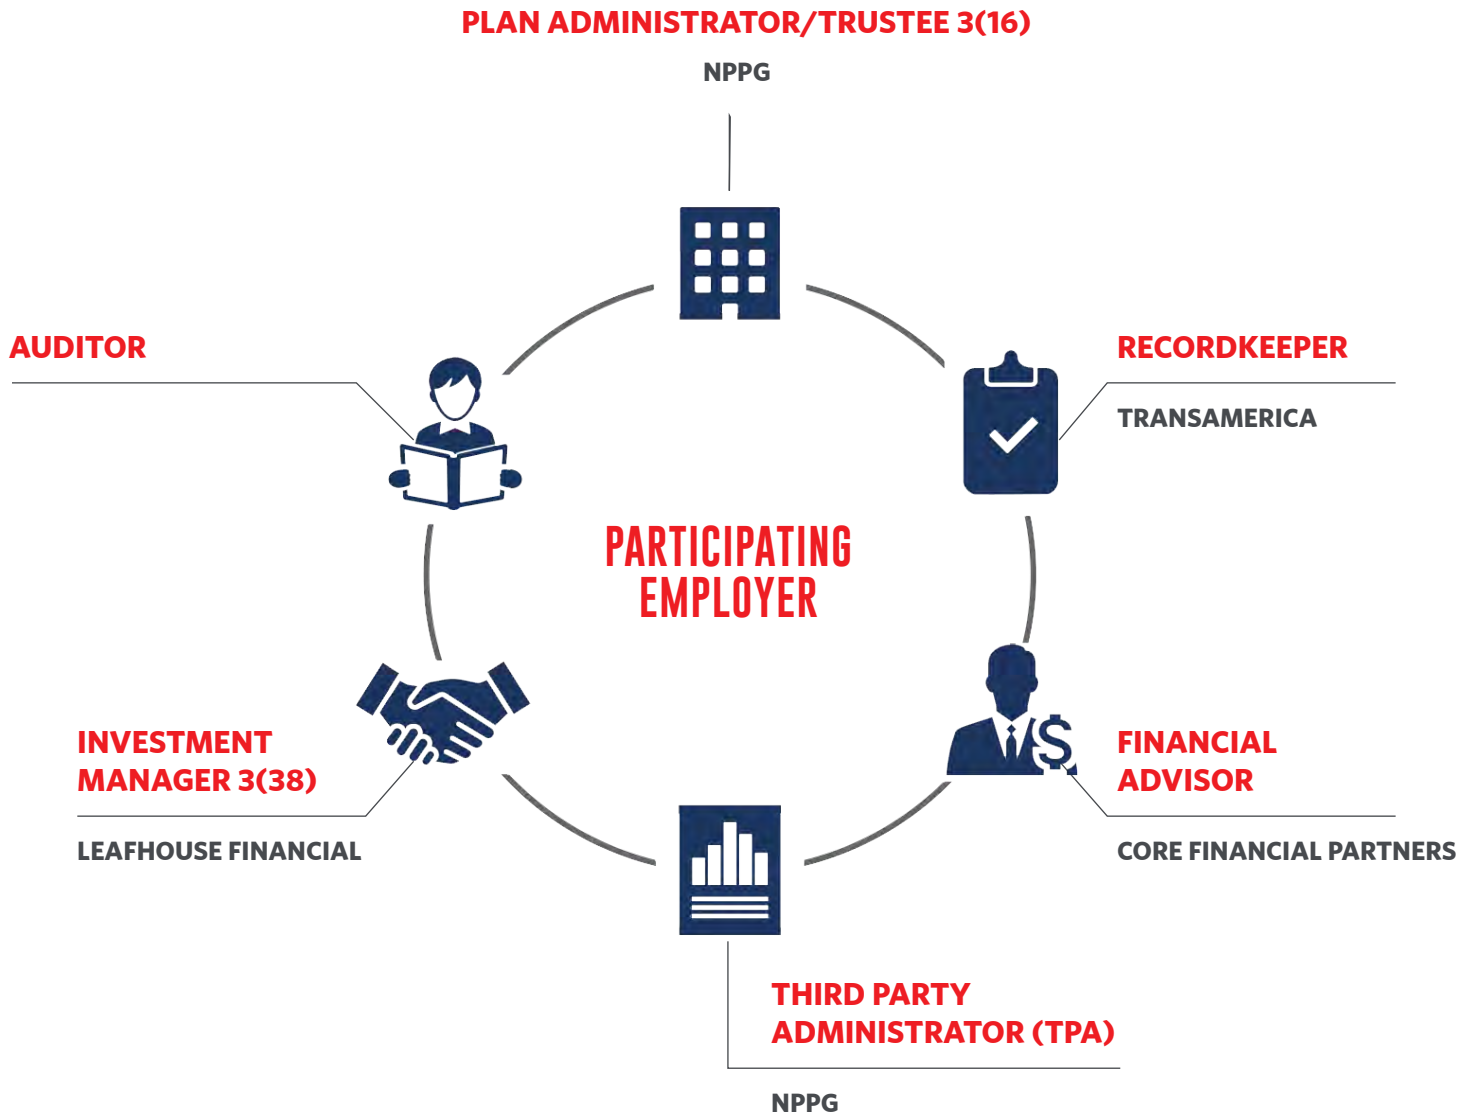 PLAN ADMINISTRATOR/TRUSTEE 3(16)
NPPG
AUDITOR
RECORDKEEPER
TRANSAMERICA
PARTICIPATING
EMPLOYER
INVESTMENT
MANAGER 3(38)
LEAFHOUSE FINANCIAL
$
FINANCIAL
ADVISOR
CORE FINANCIAL PARTNERS
THIRD PARTY
ADMINISTRATOR (TPA)
NPPG